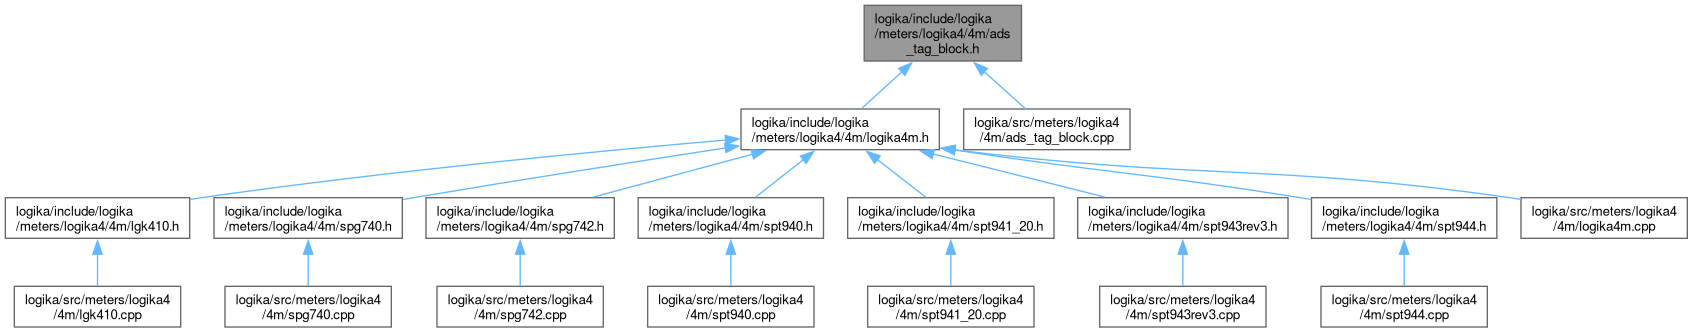 logika/include/logika
/meters/logika4/4m/ads
_tag_block.h
logika/include/logika
/meters/logika4/4m/logika4m.h
logika/src/meters/logika4
/4m/ads_tag_block.cpp
logika/include/logika
/meters/logika4/4m/lgk410.h
logika/include/logika
/meters/logika4/4m/spg740.h
logika/include/logika
/meters/logika4/4m/spg742.h
logika/include/logika
/meters/logika4/4m/spt940.h
logika/include/logika
/meters/logika4/4m/spt941_20.h
logika/include/logika
/meters/logika4/4m/spt943rev3.h
logika/include/logika
/meters/logika4/4m/spt944.h
logika/src/meters/logika4
/4m/logika4m.cpp
logika/src/meters/logika4
/4m/lgk410.cpp
logika/src/meters/logika4
/4m/spg740.cpp
logika/src/meters/logika4
/4m/spg742.cpp
logika/src/meters/logika4
/4m/spt940.cpp
logika/src/meters/logika4
/4m/spt941_20.cpp
logika/src/meters/logika4
/4m/spt943rev3.cpp
logika/src/meters/logika4
/4m/spt944.cpp